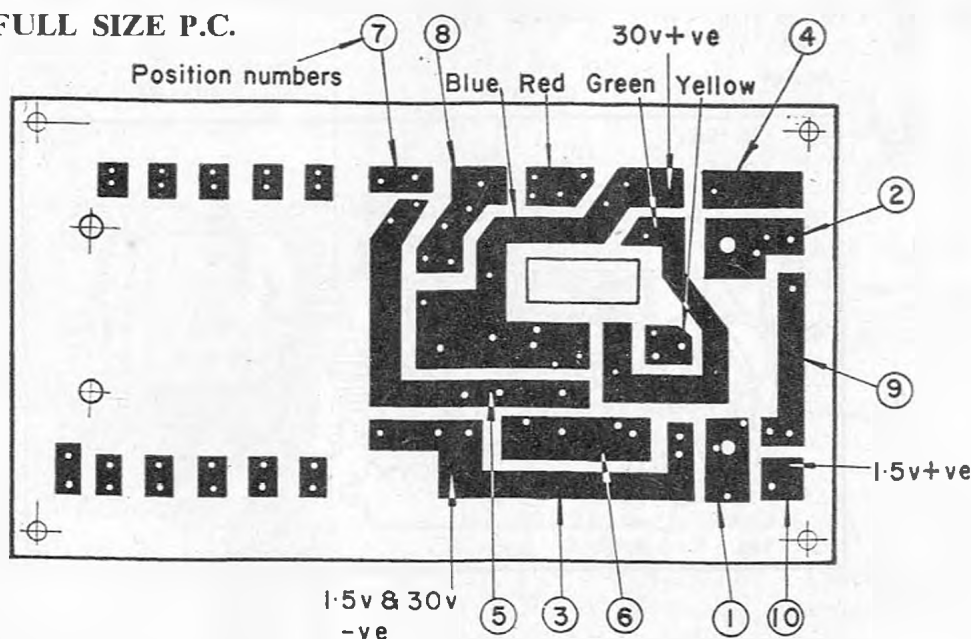 FULL SIZE P.C.
7
8
30v+ve
4
Position numbers
Blue Red Green Yellow
2
9
1·5v+ve
1·5v & 30v
-ve
5
3
6
1
10